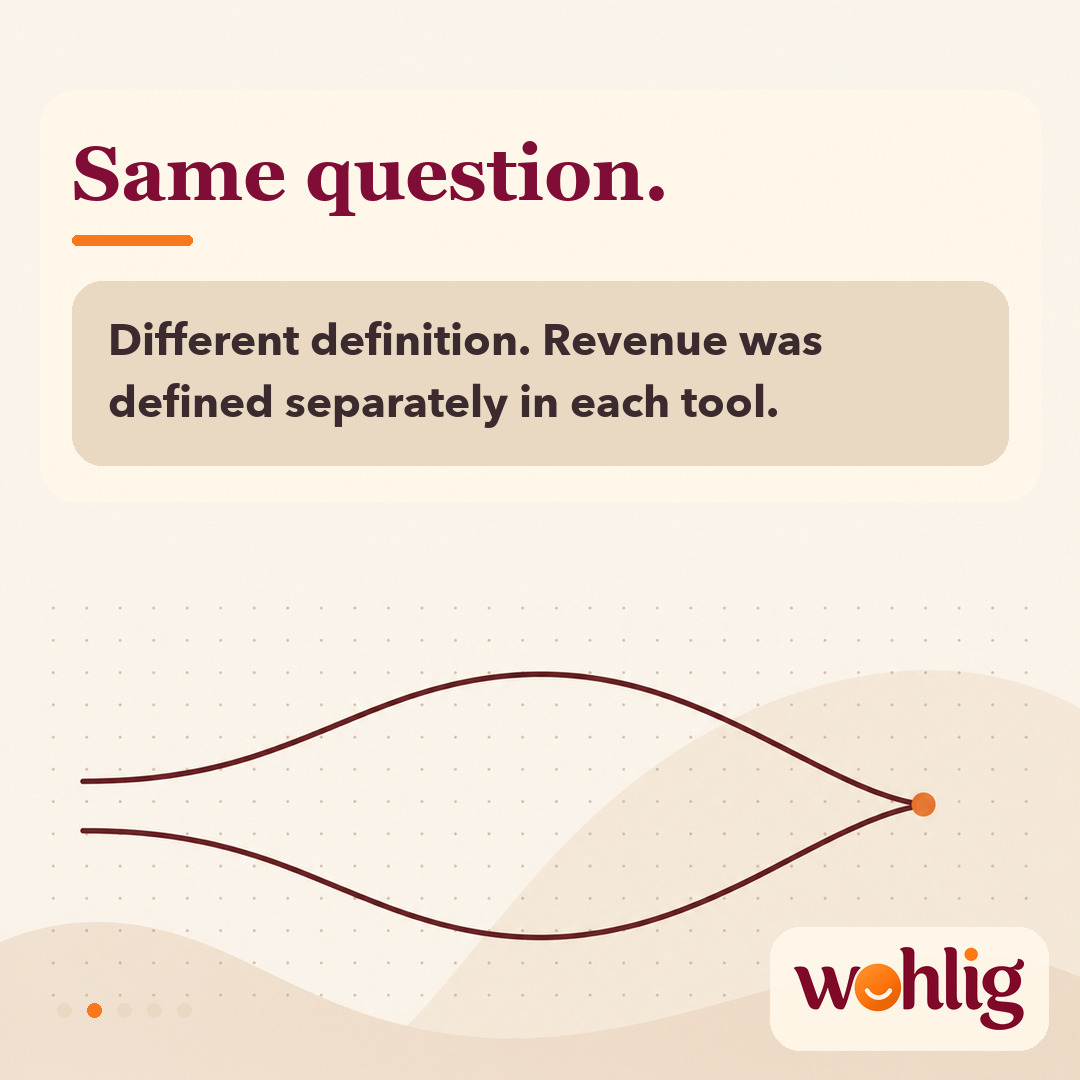 Same question.
Different definition. Revenue was
defined separately in each tool.
wohlig